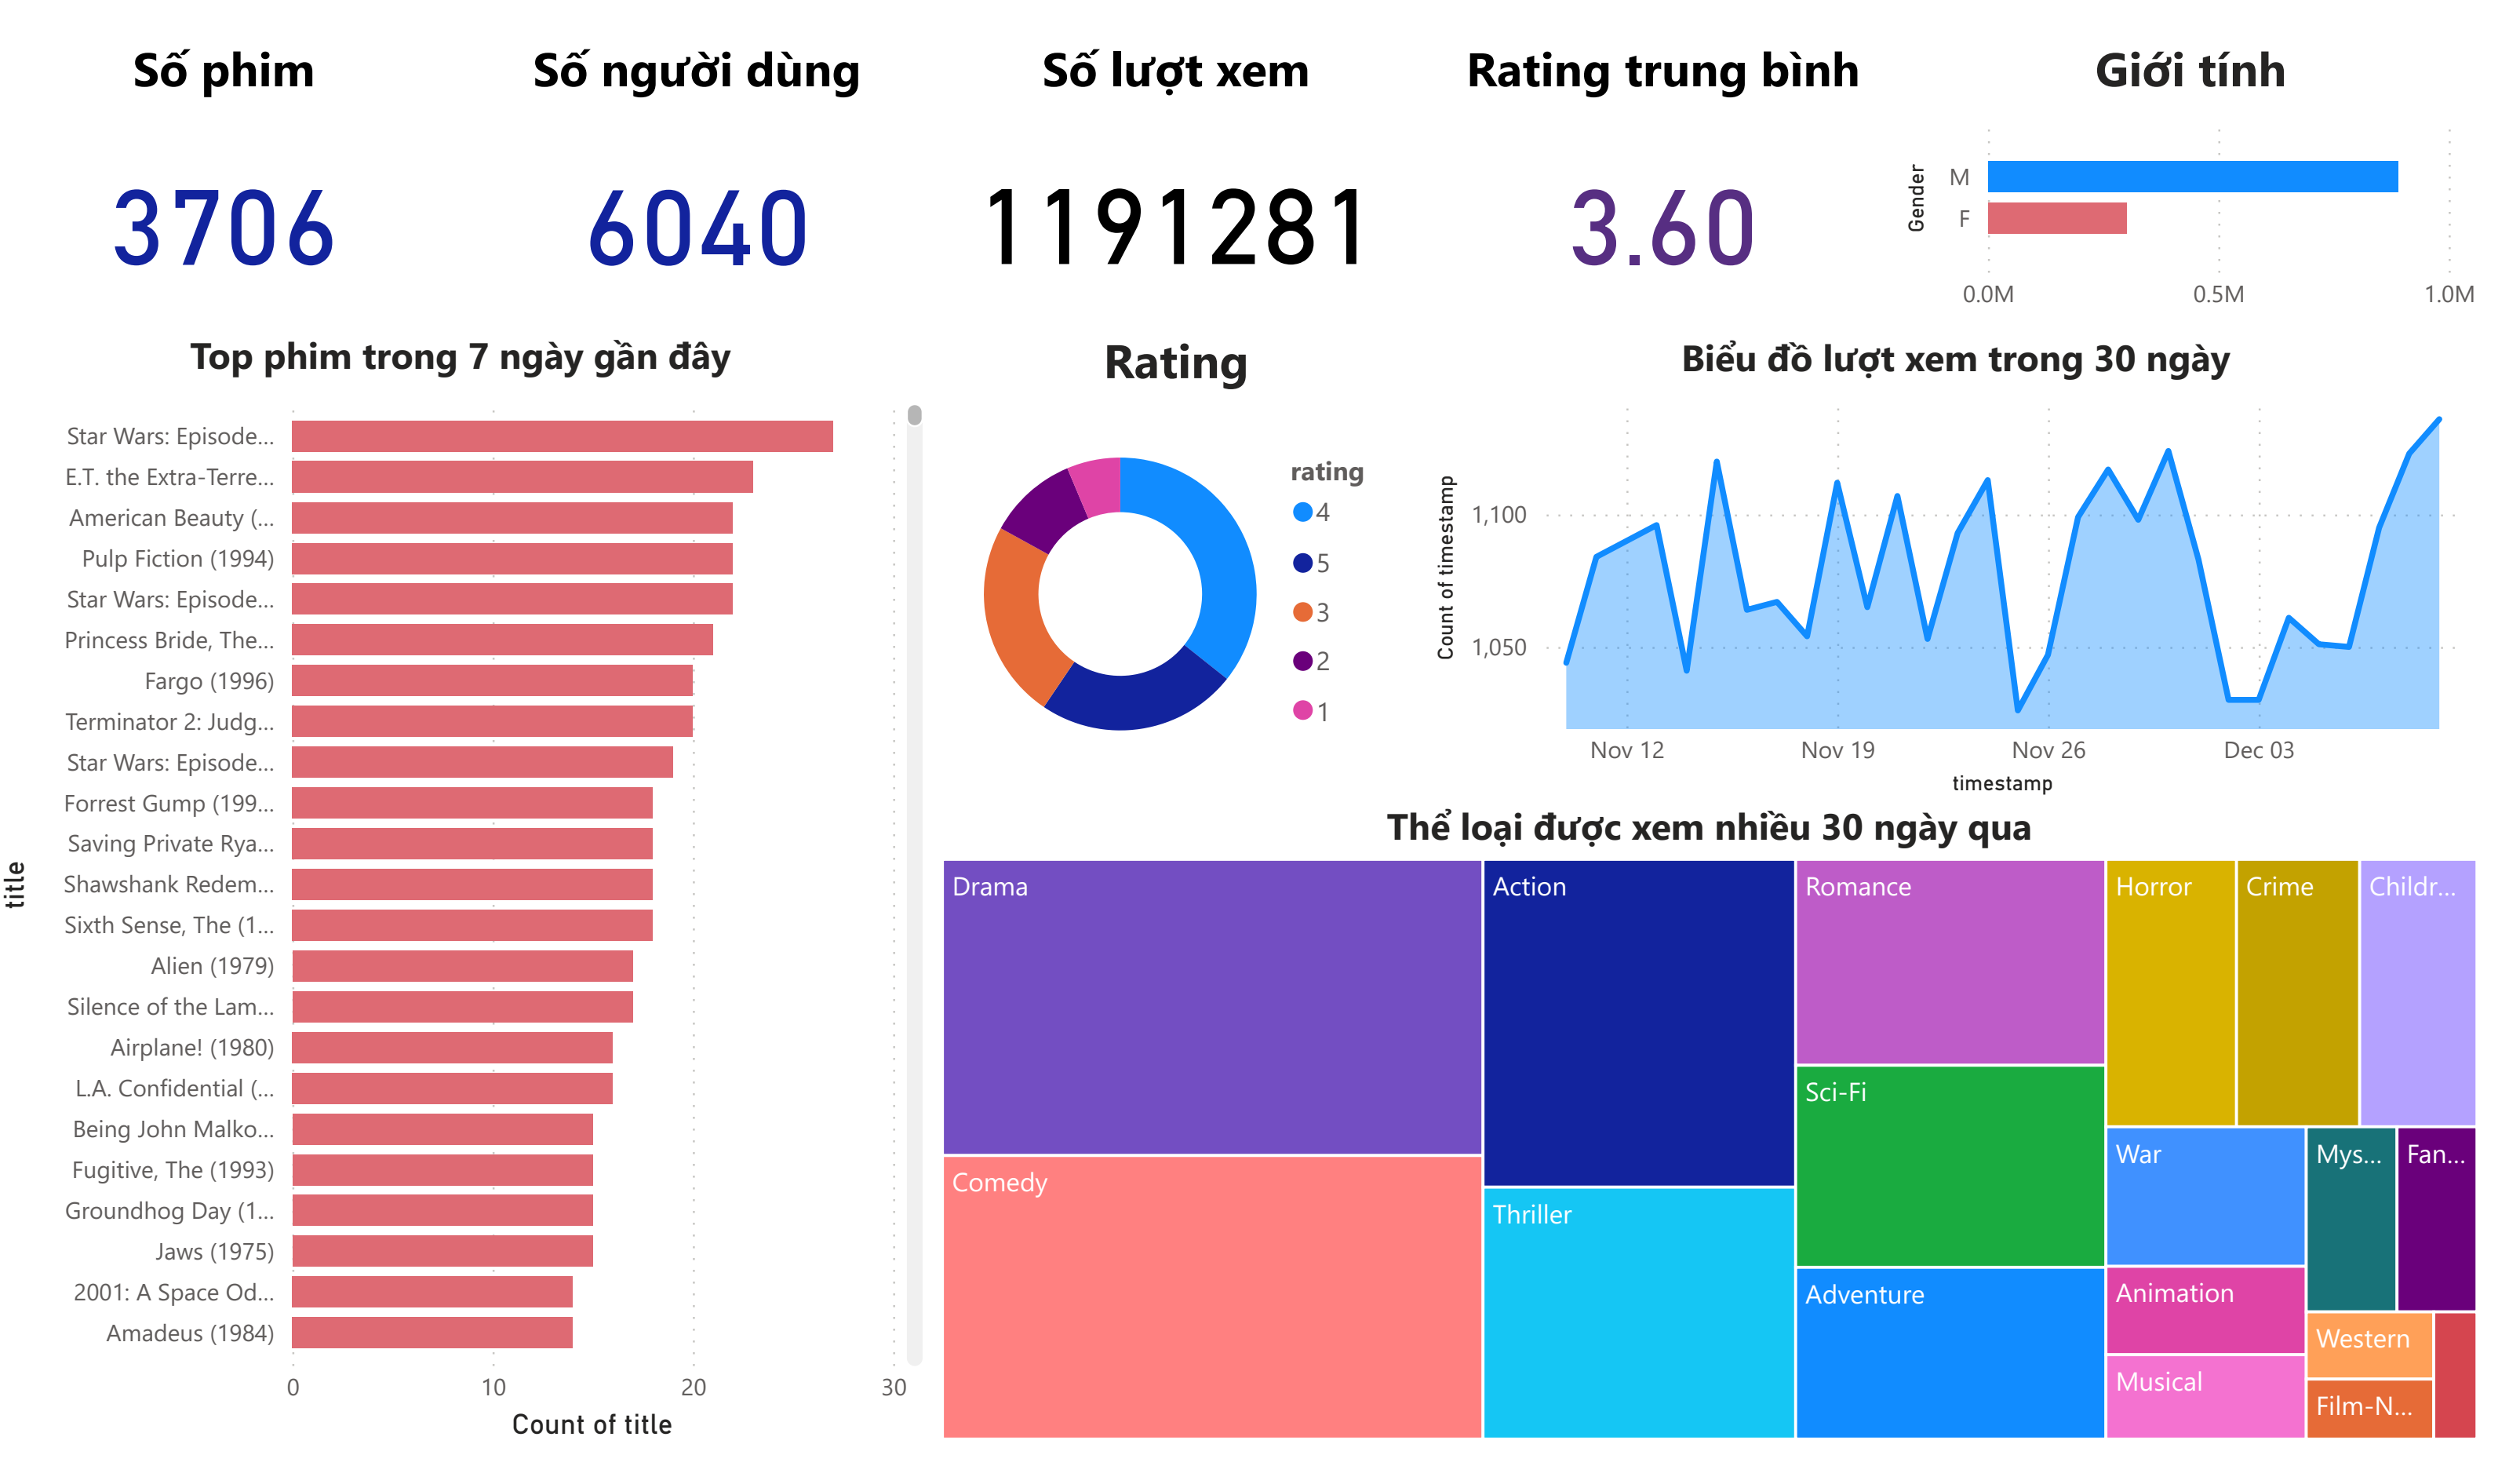 Số phim
3706
Số người dùng
6040
Số lượt xem
1191281
Rating trung bình
3.60
Giới tính
Gender
M
F
0.0M 0.5M 1.0M
Top phim trong 7 ngày gần đây
title
Star Wars: Episode...
E.T. the Extra-Terre...
American Beauty (...
Pulp Fiction (1994)
Star Wars: Episode...
Princess Bride, The...
Fargo (1996)
Terminator 2: Judg...
Star Wars: Episode...
Forrest Gump (199...
Saving Private Rya...
Shawshank Redem...
Sixth Sense, The (1...
Alien (1979)
Silence of the Lam...
Airplane! (1980)
L.A. Confidential (...
Being John Malko...
Fugitive, The (1993)
Groundhog Day (1...
Jaws (1975)
2001: A Space Od...
Amadeus (1984)
0 10 20 30
Count of title
Rating
rating
4
5
3
2
1
Biểu đồ lượt xem trong 30 ngày
Count of timestamp
1,100
1,050
Nov 12 Nov 19 Nov 26 Dec 03
timestamp
Thể loại được xem nhiều 30 ngày qua
Drama
Comedy
Action
Thriller
Romance
Sci-Fi
Adventure
Horror
Crime
Childr...
War
Animation
Musical
Mys...
Fan...
Western
Film-N...